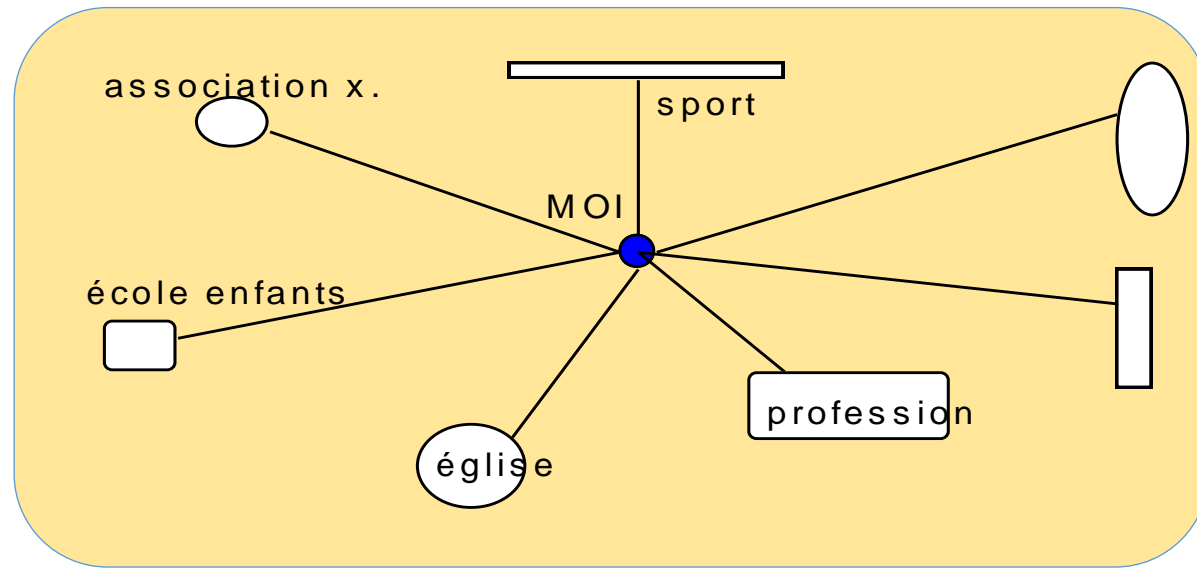 association x.
sport
MOI
école enfants
profession
église